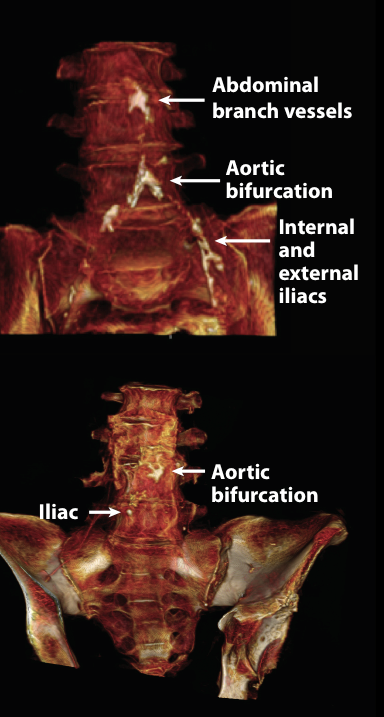 Abdominal
branch vessels
Aortic
bifurcation
Internal
and
external
iliacs
Aortic
bifurcation
Iliac